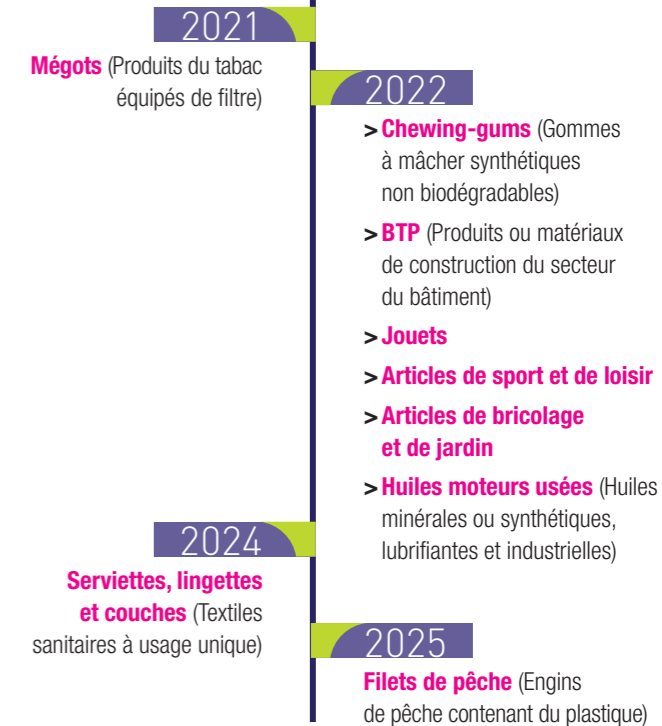 2021
Mégots (Produits du tabac
équipés de filtre)
2022
> Chewing-gums (Gommes
à mâcher synthétiques
non biodégradables)
> BTP (Produits ou matériaux
de construction du secteur
du bâtiment)
> Jouets
> Articles de sport et de loisir
> Articles de bricolage
et de jardin
> Huiles moteurs usées (Huiles
minérales ou synthétiques,
lubrifiantes et industrielles)
2024
Serviettes, lingettes
et couches (Textiles
sanitaires à usage unique)
2025
Filets de pêche (Engins
de pêche contenant du plastique)